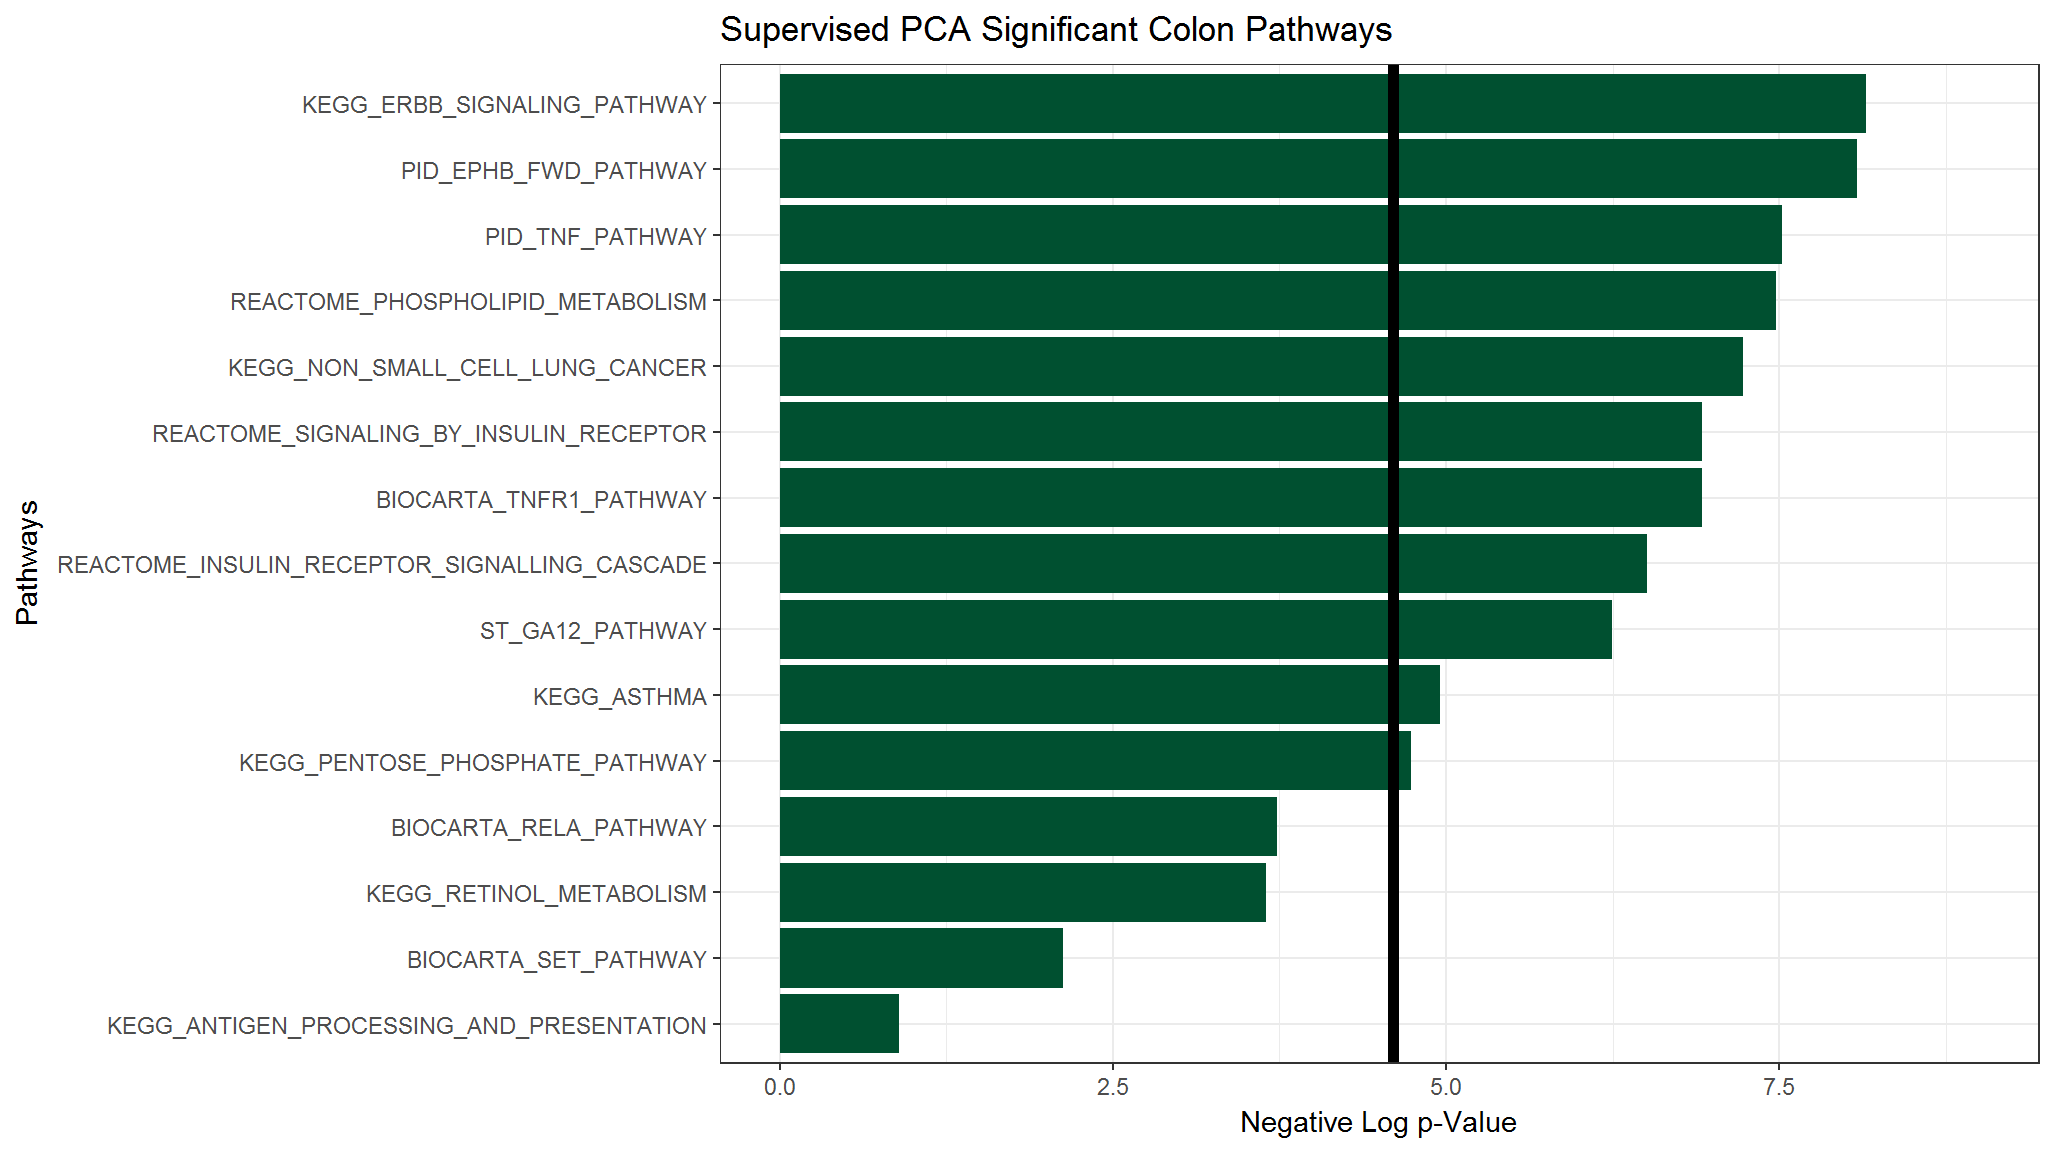 Supervised PCA Significant Colon Pathways
KEGG_ERBB_SIGNALING_PATHWAY
PID_EPHB_FWD_PATHWAY
PID_TNF_PATHWAY
REACTOME_PHOSPHOLIPID_METABOLISM
KEGG_NON_SMALL_CELL_LUNG_CANCER
REACTOME_SIGNALING_BY_INSULIN_RECEPTOR
BIOCARTA_TNFR1_PATHWAY
REACTOME_INSULIN_RECEPTOR_SIGNALLING_CASCADE
ST_GA12_PATHWAY
KEGG_ASTHMA
KEGG_PENTOSE_PHOSPHATE_PATHWAY
BIOCARTA_RELA_PATHWAY
KEGG_RETINOL_METABOLISM
BIOCARTA_SET_PATHWAY
KEGG_ANTIGEN_PROCESSING_AND_PRESENTATION
Pathways
0.0 2.5 5.0 7.5
Negative Log p-Value